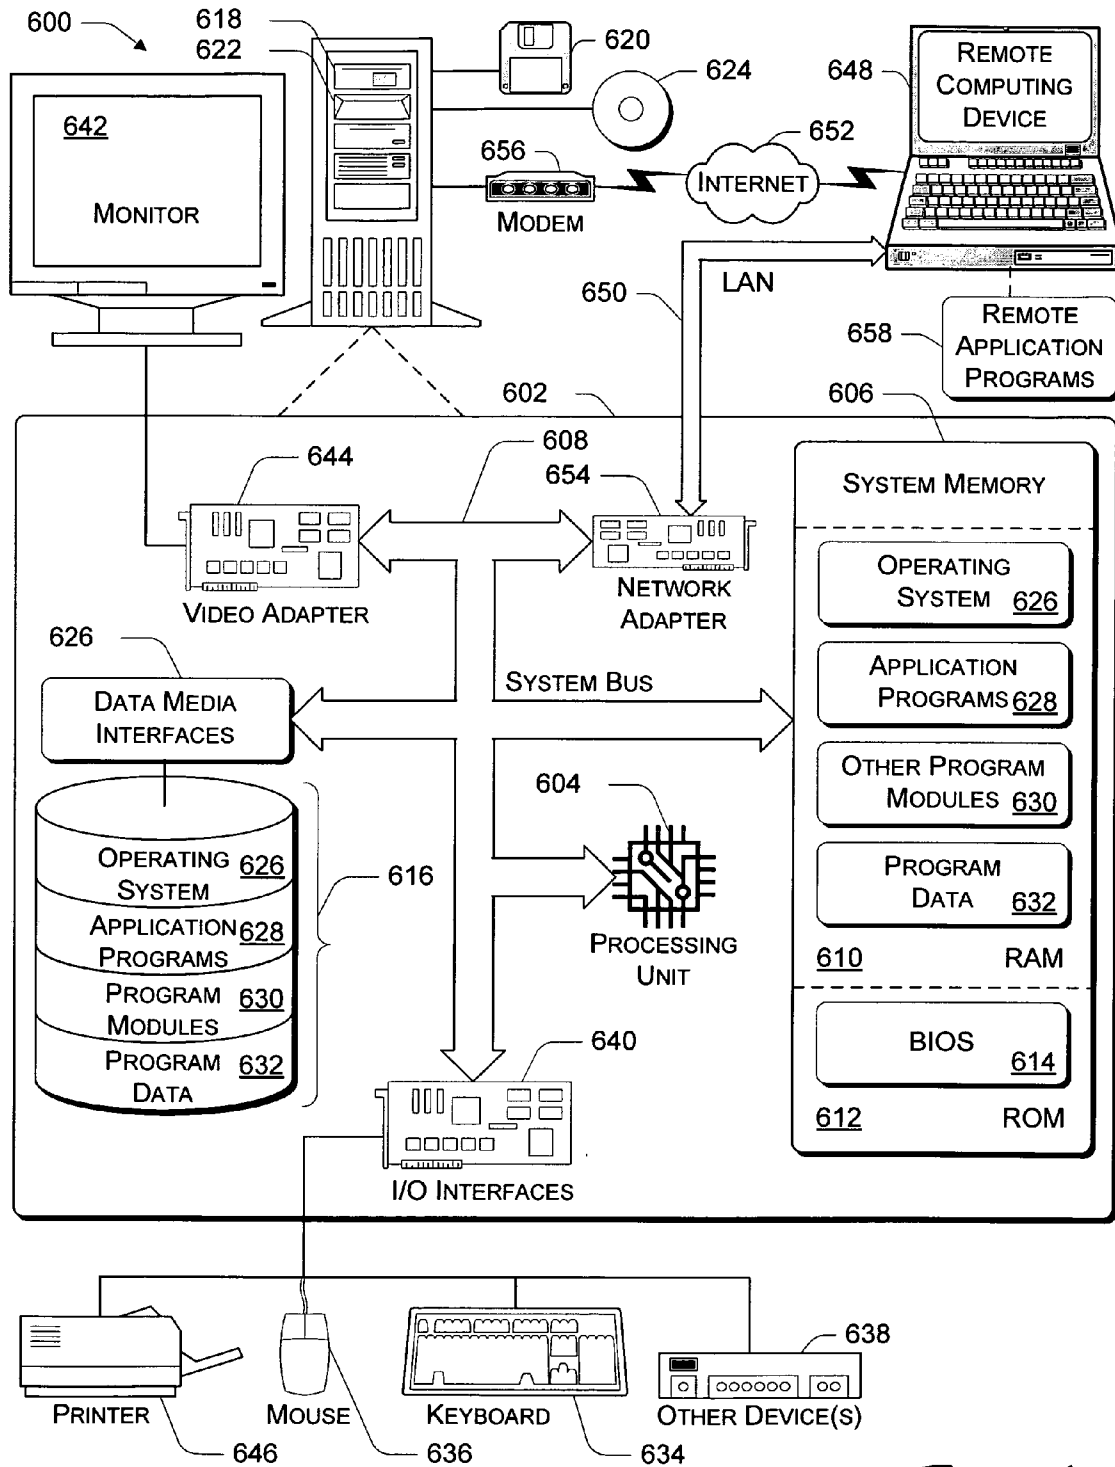 600
618
622
620
624
648
REMOTE
COMPUTING
DEVICE
642
MONITOR
656
MODEM
652
INTERNET
650
LAN
658
REMOTE
APPLICATION
PROGRAMS
602
606
644
VIDEO ADAPTER
608
654
NETWORK
ADAPTER
SYSTEM MEMORY
OPERATING
SYSTEM 626
APPLICATION
PROGRAMS 628
OTHER PROGRAM
MODULES 630
PROGRAM
DATA 632
610 RAM
BIOS 614
612 ROM
626
DATA MEDIA
INTERFACES
SYSTEM BUS
OPERATING
SYSTEM 626
APPLICATION
PROGRAMS 628
PROGRAM
MODULES 630
PROGRAM
DATA 632
616
604
PROCESSING
UNIT
640
I/O INTERFACES
PRINTER
646
MOUSE
636
KEYBOARD
634
638
OTHER DEVICE(S)